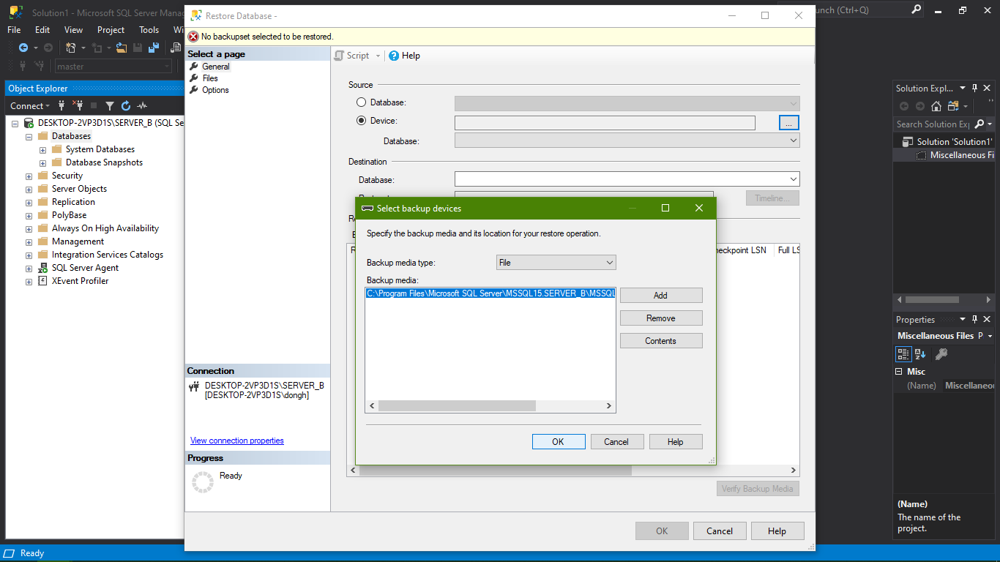 Solution1 - Microsoft SQL Server Mana
unch (Ctrl+Q)
File Edit View Project Tools Wi
master
Object Explorer
Connect
DESKTOP-2VP3D1S\SERVER_B (SQL Se
Databases
System Databases
Database Snapshots
Security
Server Objects
Replication
PolyBase
Always On High Availability
Management
Integration Services Catalogs
SQL Server Agent
XEvent Profiler
Ready
Restore Database -
No backupset selected to be restored.
Select a page
General
Files
Options
Connection
DESKTOP-2VP3D1S\SERVER_B
[DESKTOP-2VP3D1S\dongh]
View connection properties
Progress
Ready
Script Help
Source
Database:
Device:
...
Database:
Destination
Database:
Timeline...
eckpoint LSN Full LS
Verify Backup Media
OK Cancel Help
Select backup devices
Specify the backup media and its location for your restore operation.
Backup media type: File
Backup media:
C:\Program Files\Microsoft SQL Server\MSSQL15.SERVER_B\MSSQL
Add
Remove
Contents
OK Cancel Help
Solution Expl...
Search Solution Exp
Solution 'Solution1'
Miscellaneous Fi
Properties
Miscellaneous Files P
Misc
(Name) Miscellaneou
(Name)
The name of the
project.